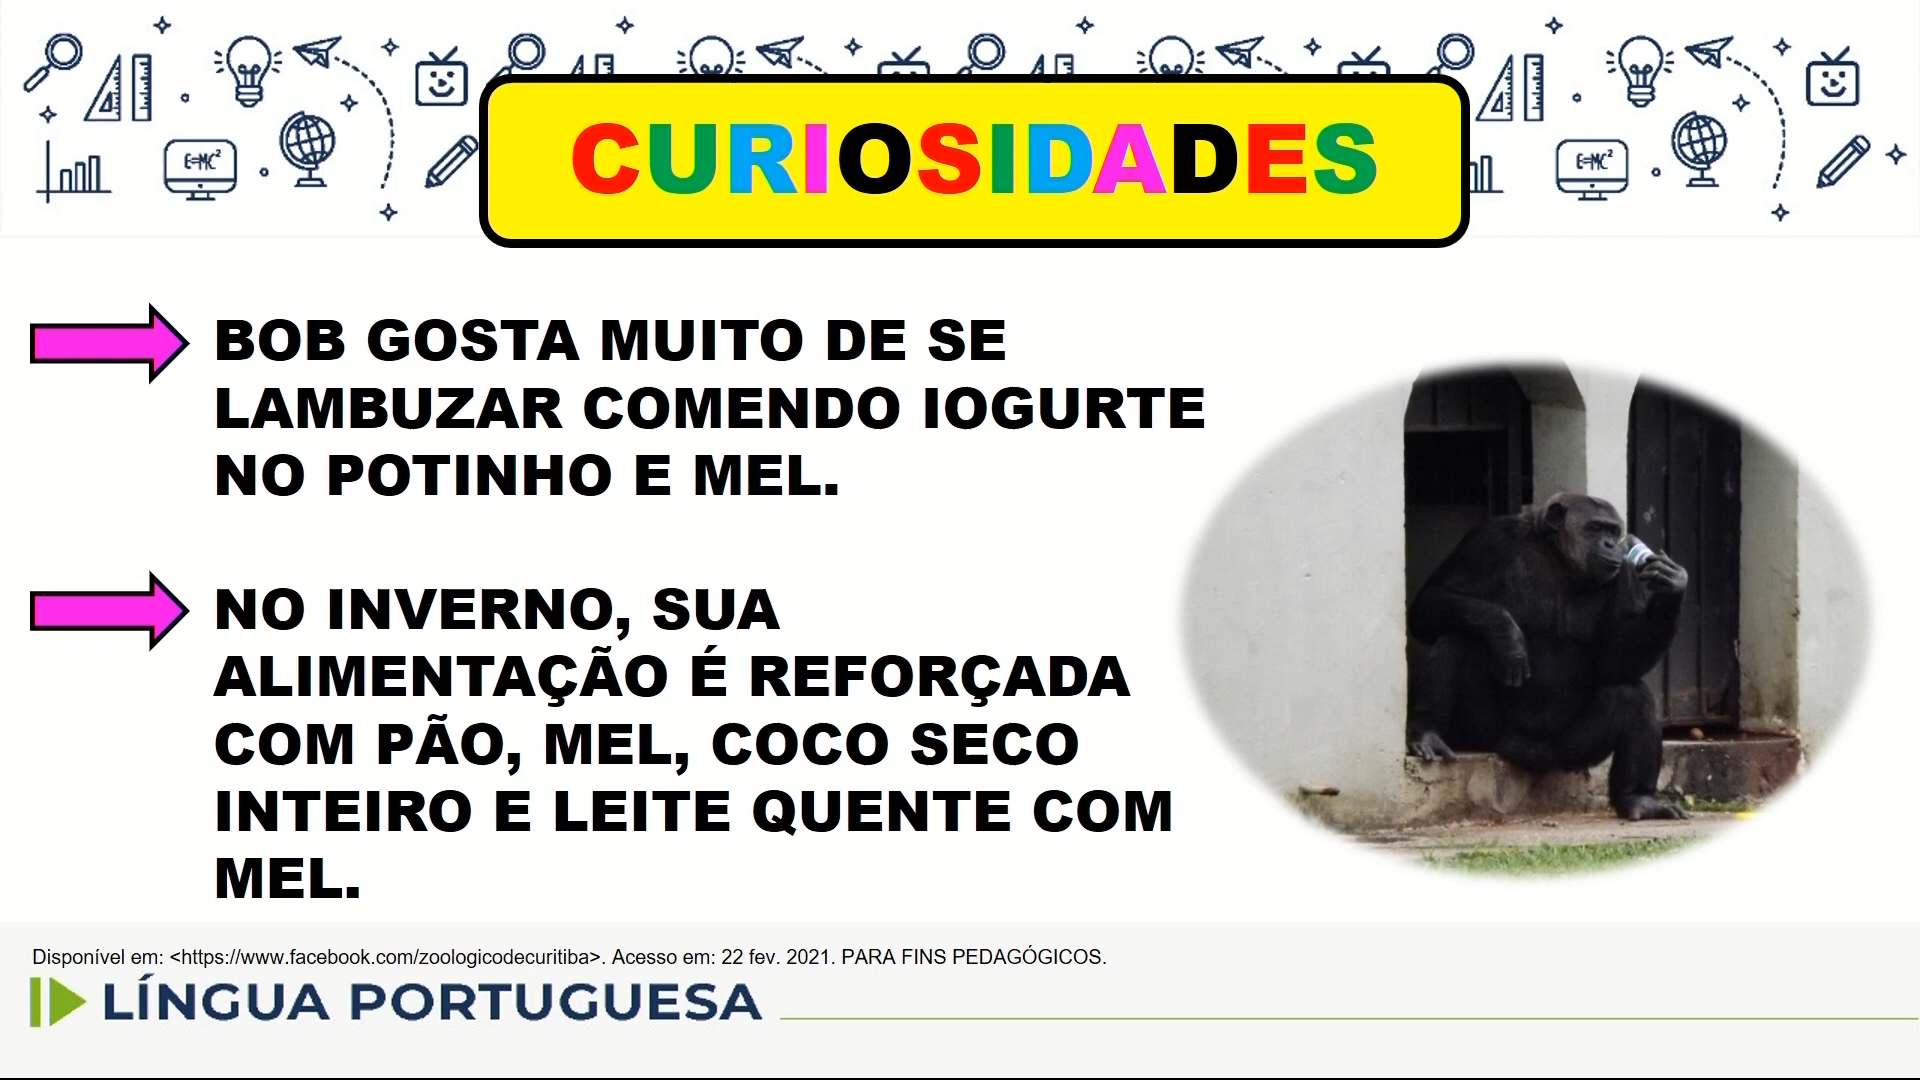 E=MC²
E=MC²
CURIOSIDADES
BOB GOSTA MUITO DE SE
LAMBUZAR COMENDO IOGURTE
NO POTINHO E MEL.
NO INVERNO, SUA
ALIMENTAÇÃO É REFORÇADA
COM PÃO, MEL, COCO SECO
INTEIRO E LEITE QUENTE COM
MEL.
Disponível em: <https://www.facebook.com/zoologicodecuritiba>. Acesso em: 22 fev. 2021. PARA FINS PEDAGÓGICOS.
LÍNGUA PORTUGUESA